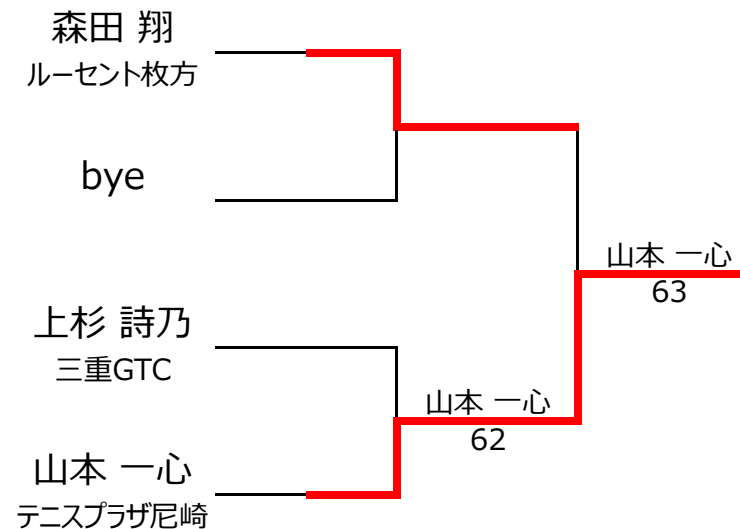 森田 翔
ルーセント枚方
bye
上杉 詩乃
三重GTC
山本 一心
テニスプラザ尼崎
山本 一心
62
山本 一心
63